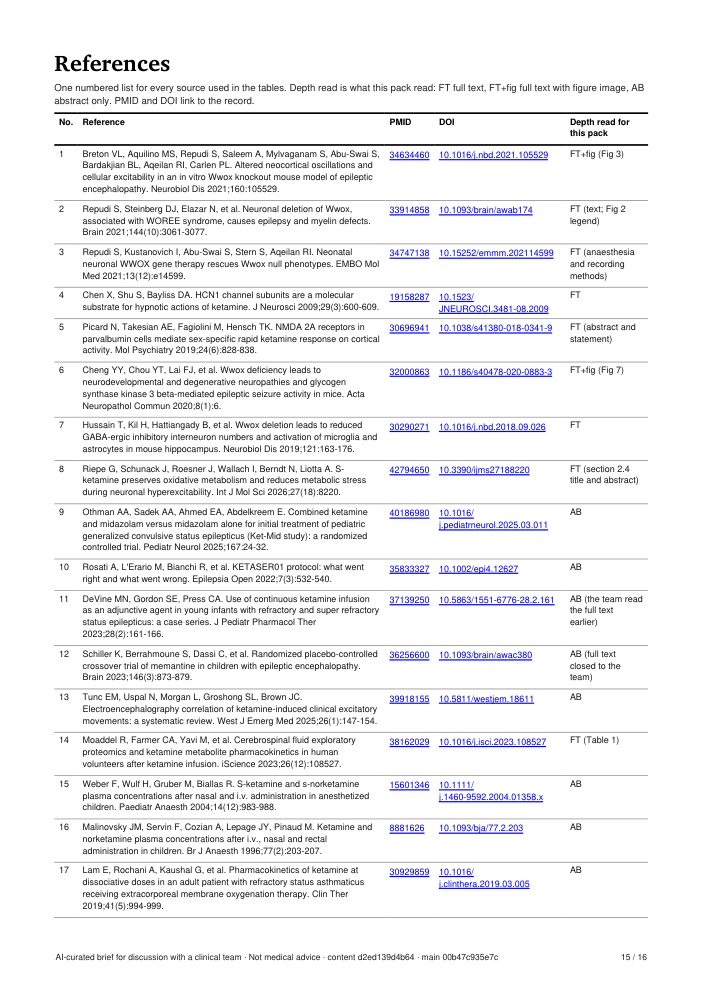 References
One numbered list for every source used in the tables. Depth read is what this pack read: FT full text, FT+fig full text with figure image, AB
abstract only. PMID and DOI link to the record.
No. Reference PMID DOI Depth read for
this pack
1 Breton VL, Aquilino MS, Repudi S, Saleem A, Mylvaganam S, Abu-Swai S, 34634460 10.1016/j.nbd.2021.105529 FT+fig (Fig 3)
Bardakjian BL, Aqeilan RI, Carlen PL. Altered neocortical oscillations and
cellular excitability in an in vitro Wwox knockout mouse model of epileptic
encephalopathy. Neurobiol Dis 2021;160:105529.
2 Repudi S, Steinberg DJ, Elazar N, et al. Neuronal deletion of Wwox, 33914858 10.1093/brain/awab174 FT (text; Fig 2
associated with WOREE syndrome, causes epilepsy and myelin defects. legend)
Brain 2021;144(10):3061-3077.
3 Repudi S, Kustanovich I, Abu-Swai S, Stern S, Aqeilan RI. Neonatal 34747138 10.15252/emmm.202114599 FT (anaesthesia
neuronal WWOX gene therapy rescues Wwox null phenotypes. EMBO Mol and recording
Med 2021;13(12):e14599. methods)
4 Chen X, Shu S, Bayliss DA. HCN1 channel subunits are a molecular 19158287 10.1523/ FT
substrate for hypnotic actions of ketamine. J Neurosci 2009;29(3):600-609. JNEUROSCI.3481-08.2009
5 Picard N, Takesian AE, Fagiolini M, Hensch TK. NMDA 2A receptors in 30696941 10.1038/s41380-018-0341-9 FT (abstract and
parvalbumin cells mediate sex-specific rapid ketamine response on cortical statement)
activity. Mol Psychiatry 2019;24(6):828-838.
6 Cheng YY, Chou YT, Lai FJ, et al. Wwox deficiency leads to 32000863 10.1186/s40478-020-0883-3 FT+fig (Fig 7)
neurodevelopmental and degenerative neuropathies and glycogen
synthase kinase 3 beta-mediated epileptic seizure activity in mice. Acta
Neuropathol Commun 2020;8(1):6.
7 Hussain T, Kil H, Hattiangady B, et al. Wwox deletion leads to reduced 30290271 10.1016/j.nbd.2018.09.026 FT
GABA-ergic inhibitory interneuron numbers and activation of microglia and
astrocytes in mouse hippocampus. Neurobiol Dis 2019;121:163-176.
8 Riepe G, Schunack J, Roesner J, Wallach I, Berndt N, Liotta A. S- 42794650 10.3390/ijms27188220 FT (section 2.4
ketamine preserves oxidative metabolism and reduces metabolic stress title and abstract)
during neuronal hyperexcitability. Int J Mol Sci 2026;27(18):8220.
9 Othman AA, Sadek AA, Ahmed EA, Abdelkreem E. Combined ketamine 40186980 10.1016/ AB
and midazolam versus midazolam alone for initial treatment of pediatric j.pediatrneurol.2025.03.011
generalized convulsive status epilepticus (Ket-Mid study): a randomized
controlled trial. Pediatr Neurol 2025;167:24-32.
10 Rosati A, L'Erario M, Bianchi R, et al. KETASER01 protocol: what went 35833327 10.1002/epi4.12627 AB
right and what went wrong. Epilepsia Open 2022;7(3):532-540.
11 DeVine MN, Gordon SE, Press CA. Use of continuous ketamine infusion 37139250 10.5863/1551-6776-28.2.161 AB (the team read
as an adjunctive agent in young infants with refractory and super refractory the full text
status epilepticus: a case series. J Pediatr Pharmacol Ther earlier)
2023;28(2):161-166.
12 Schiller K, Berrahmoune S, Dassi C, et al. Randomized placebo-controlled 36256600 10.1093/brain/awac380 AB (full text
crossover trial of memantine in children with epileptic encephalopathy. closed to the
Brain 2023;146(3):873-879. team)
13 Tunc EM, Uspal N, Morgan L, Groshong SL, Brown JC. 39918155 10.5811/westjem.18611 AB
Electroencephalography correlation of ketamine-induced clinical excitatory
movements: a systematic review. West J Emerg Med 2025;26(1):147-154.
14 Moaddel R, Farmer CA, Yavi M, et al. Cerebrospinal fluid exploratory 38162029 10.1016/j.isci.2023.108527 FT (Table 1)
proteomics and ketamine metabolite pharmacokinetics in human
volunteers after ketamine infusion. iScience 2023;26(12):108527.
15 Weber F, Wulf H, Gruber M, Biallas R. S-ketamine and s-norketamine 15601346 10.1111/ AB
plasma concentrations after nasal and i.v. administration in anesthetized j.1460-9592.2004.01358.x
children. Paediatr Anaesth 2004;14(12):983-988.
16 Malinovsky JM, Servin F, Cozian A, Lepage JY, Pinaud M. Ketamine and 8881626 10.1093/bja/77.2.203 AB
norketamine plasma concentrations after i.v., nasal and rectal
administration in children. Br J Anaesth 1996;77(2):203-207.
17 Lam E, Rochani A, Kaushal G, et al. Pharmacokinetics of ketamine at 30929859 10.1016/ AB
dissociative doses in an adult patient with refractory status asthmaticus j.clinthera.2019.03.005
receiving extracorporeal membrane oxygenation therapy. Clin Ther
2019;41(5):994-999.
AI-curated brief for discussion with a clinical team · Not medical advice · content d2ed139d4b64 · main 00b47c935e7c 15 / 16